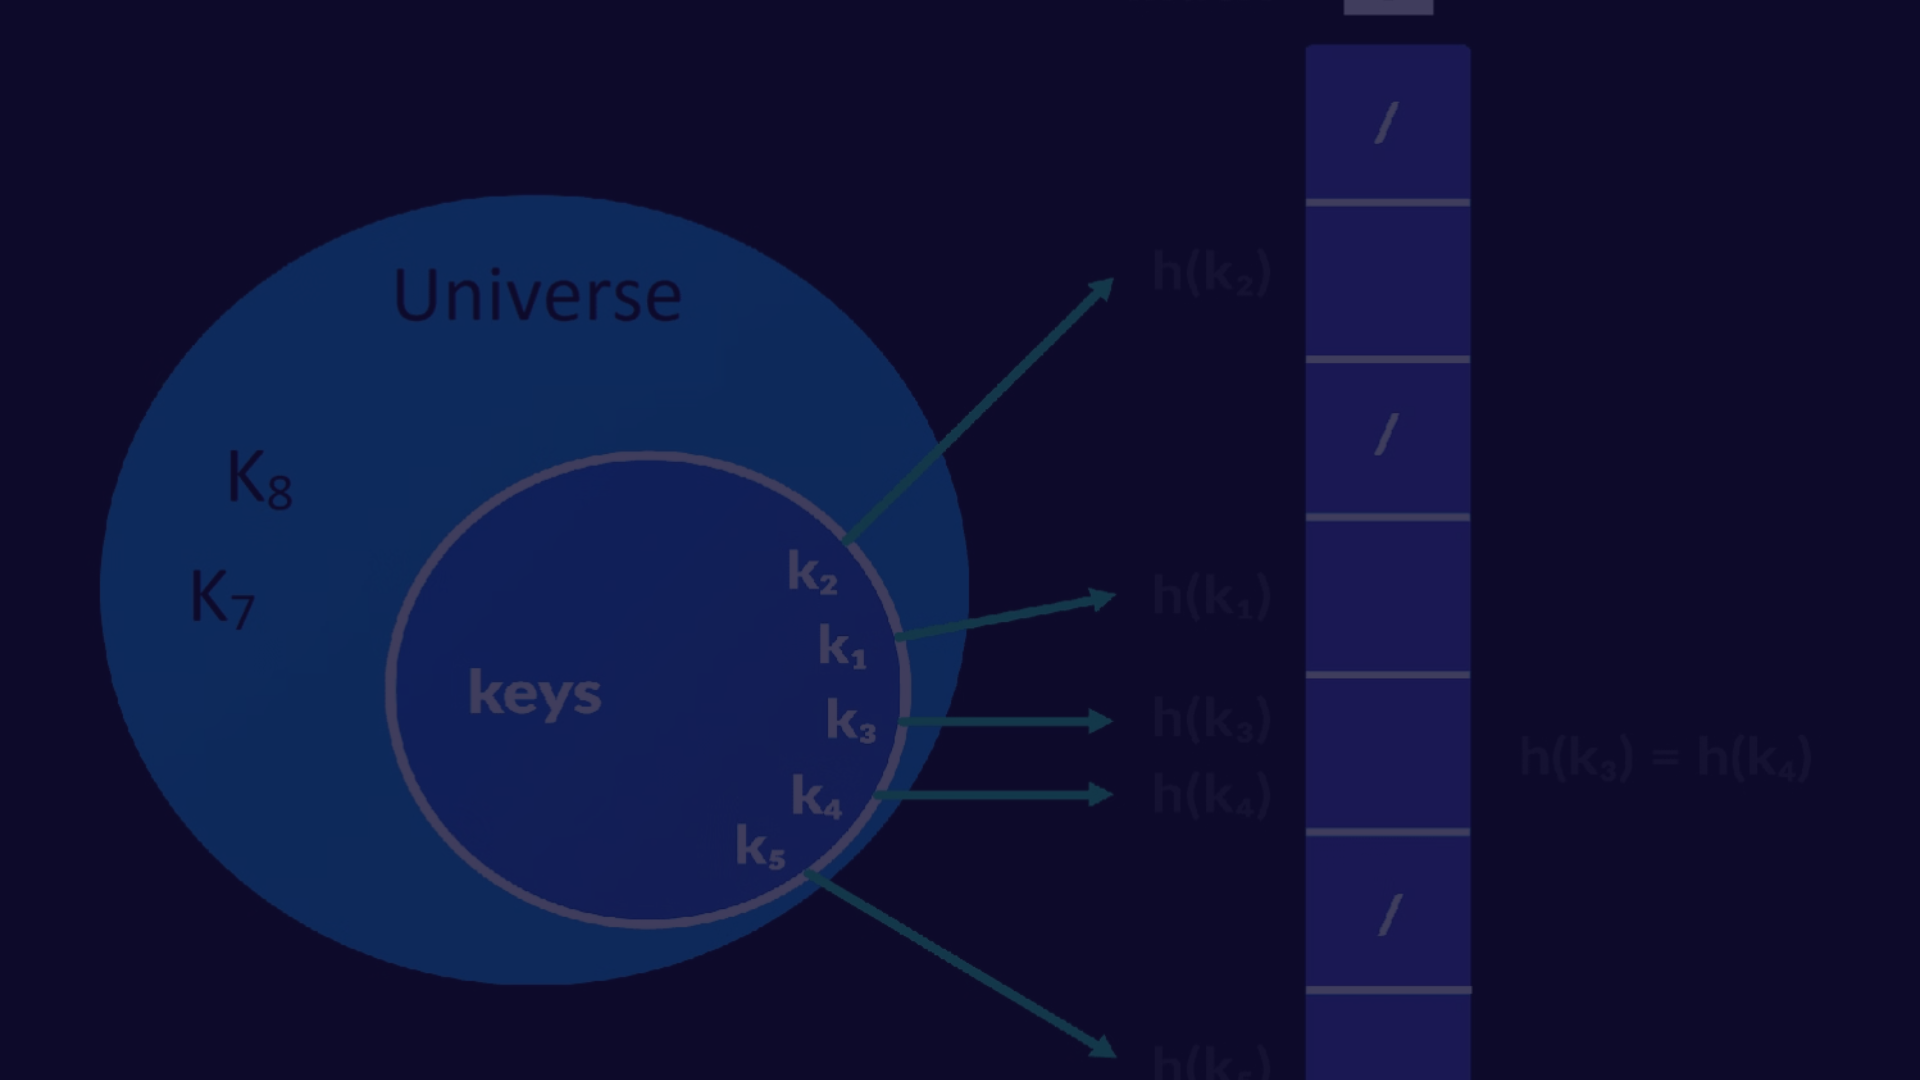 /
Universe
h(k₂)
/
K₈
K₇
k₂
h(k₁)
k₁
keys
k₃
h(k₃)
h(k₃) = h(k₄)
k₄
h(k₄)
k₅
/